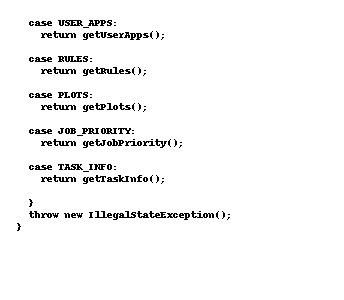 case USER_APPS:
return getUserApps();
case RULES:
return getRules();
case PLOTS:
return getPlots();
case JOB_PRIORITY:
return getJobPriority();
case TASK_INFO:
return getTaskInfo();
}
throw new IllegalStateException();
}